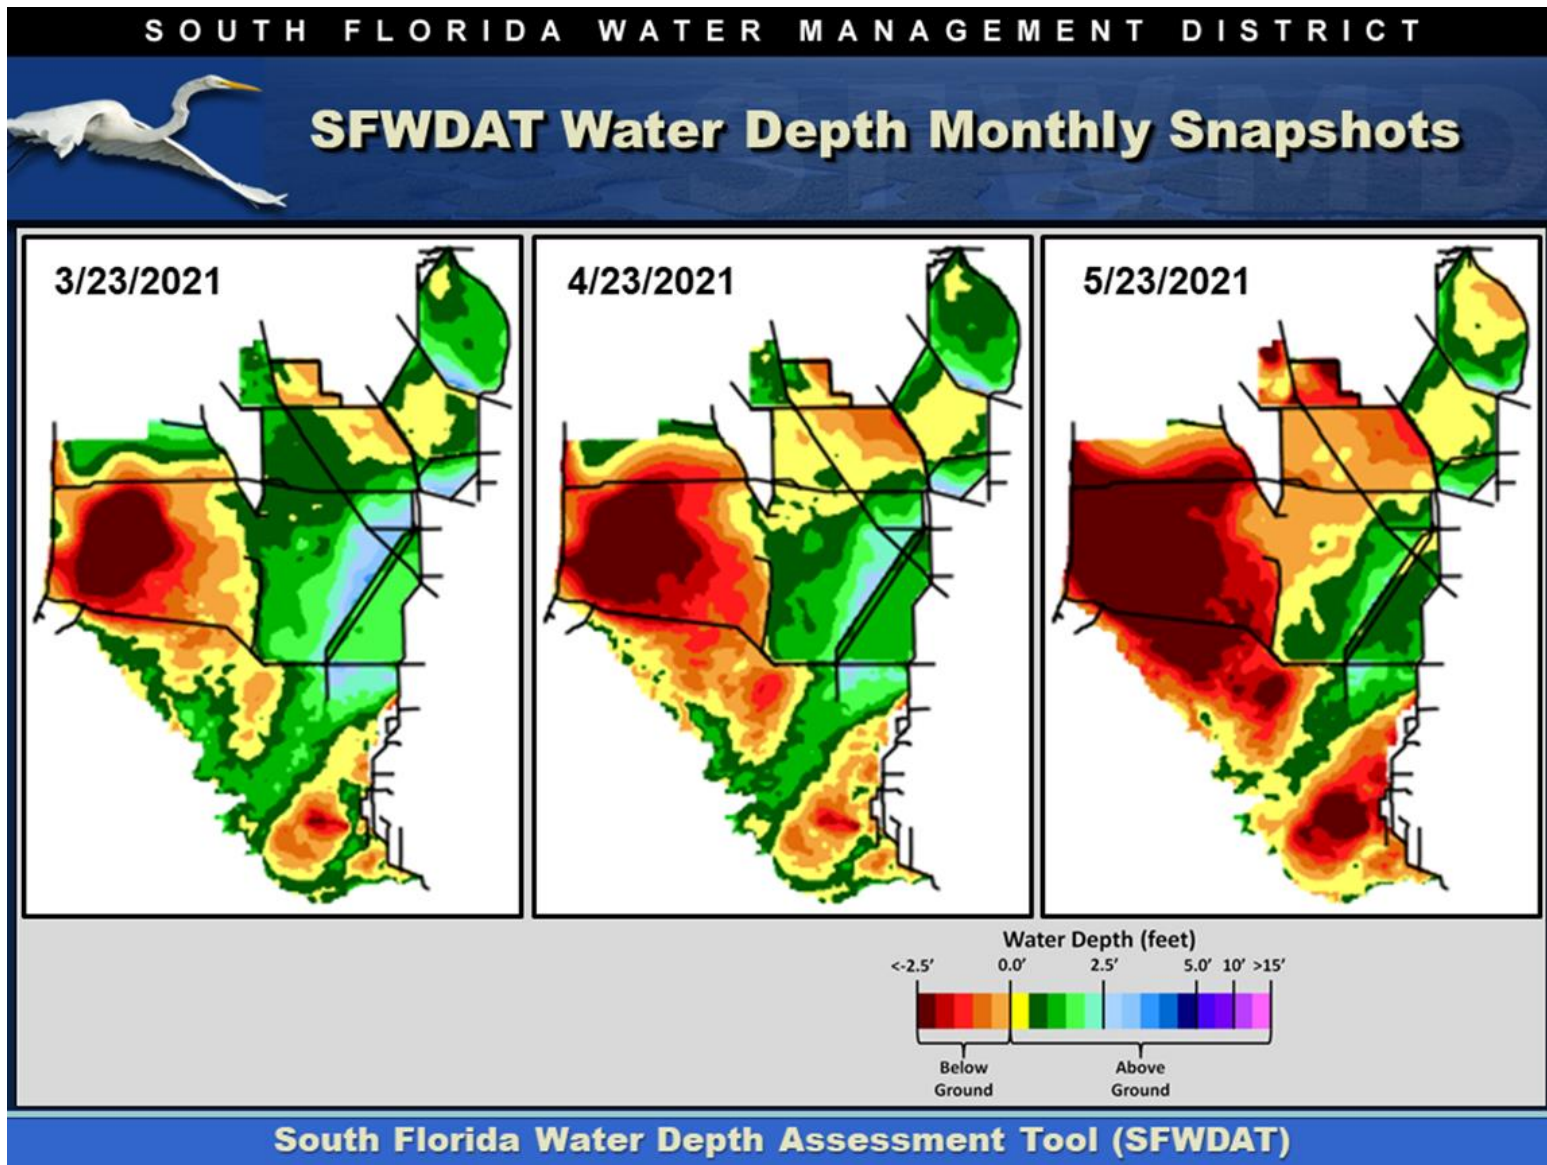 SOUTH FLORIDA WATER MANAGEMENT DISTRICT
SFWMD
SFWDAT Water Depth Monthly Snapshots
3/23/2021
4/23/2021
5/23/2021
Water Depth (feet)
<-2.5’ 0.0’ 2.5’ 5.0’ 10’ >15’
Below Ground
Above Ground
South Florida Water Depth Assessment Tool (SFWDAT)